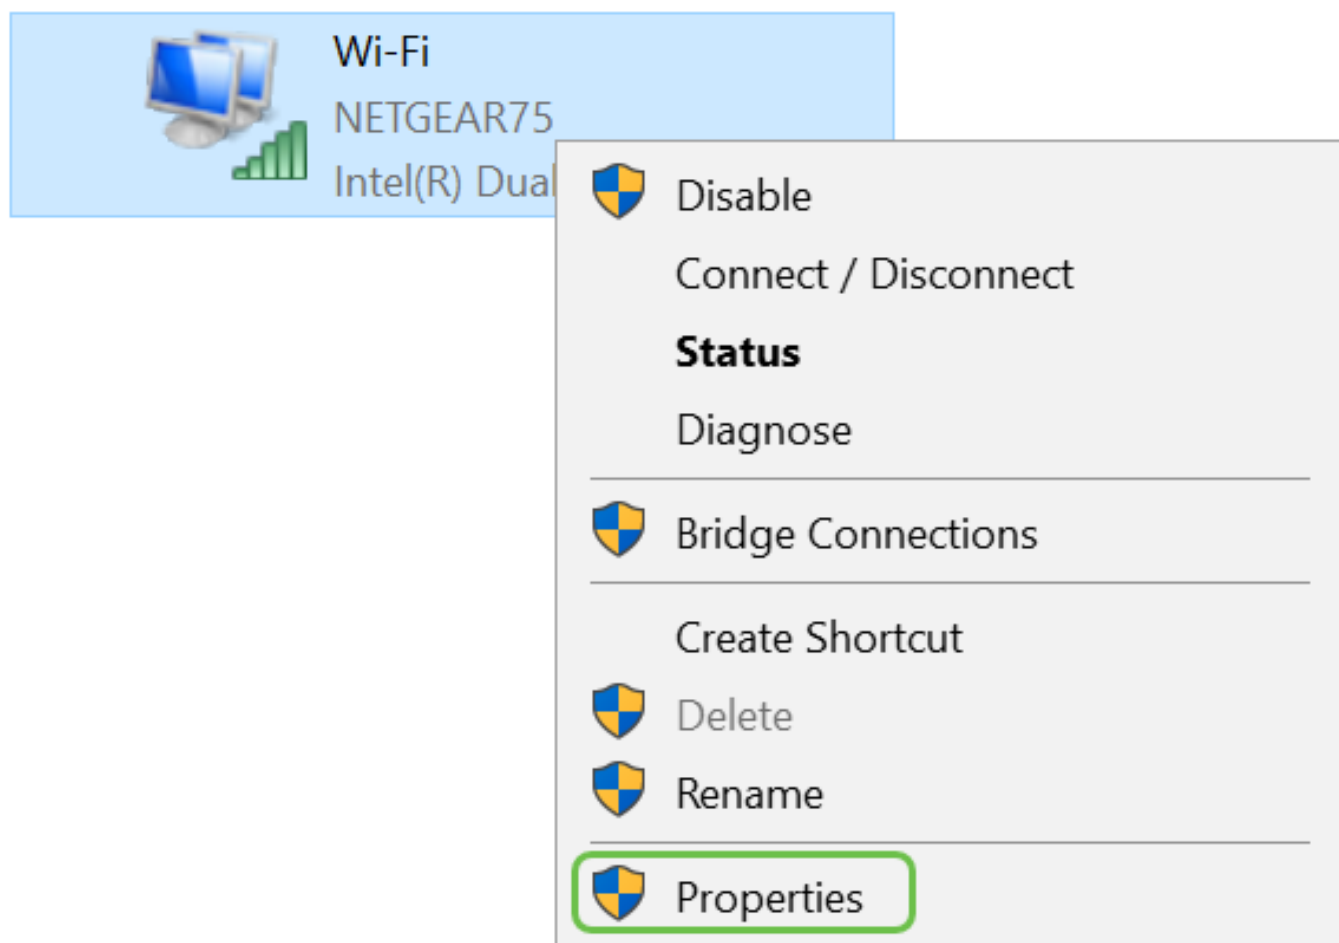 Wi-Fi
NETGEAR75
Intel(R) Dual
Disable
Connect / Disconnect
Status
Diagnose
Bridge Connections
Create Shortcut
Delete
Rename
Properties